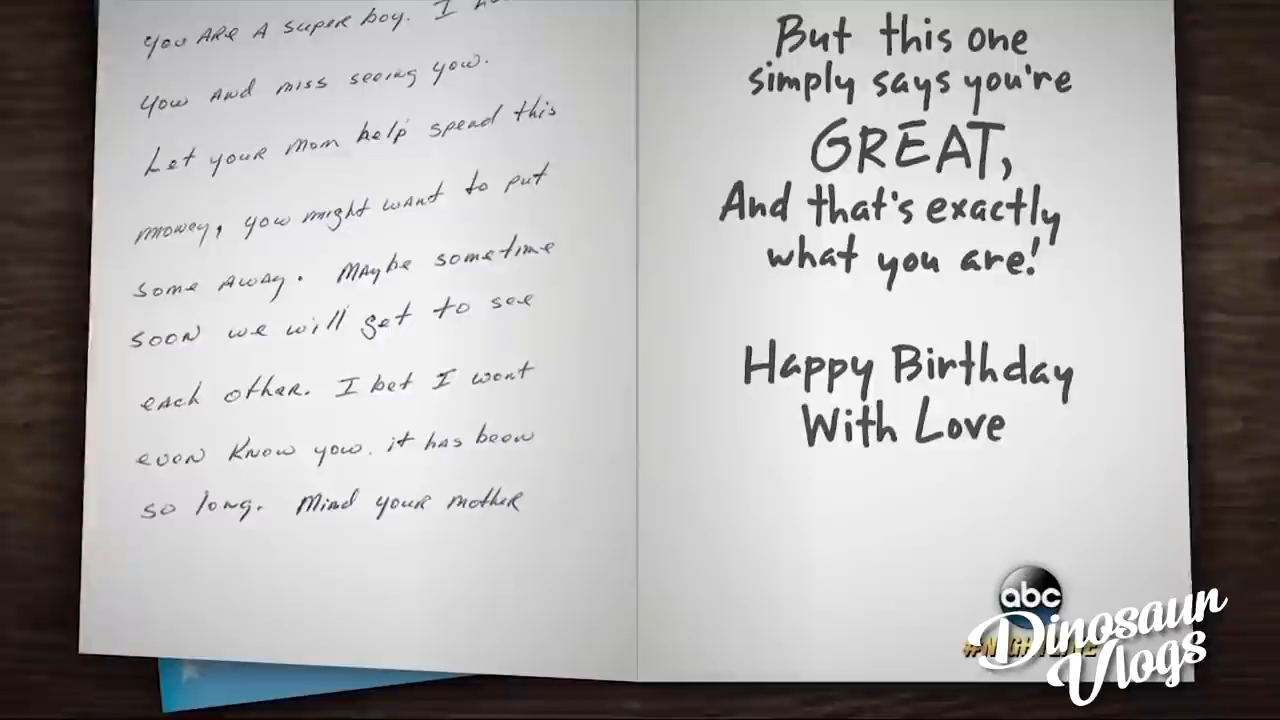 you ARe A super boy. I
you and miss seeing you.
Let your mom help spend this
money, you might want to put
some away. Maybe sometime
soon we will get to see
each other. I bet I wont
even know you. it has been
so long. Mind your mother
But this one
simply says you're
GREAT,
And that's exactly
what you are!
Happy Birthday
With Love
abc
Dinosaur
Vlogs